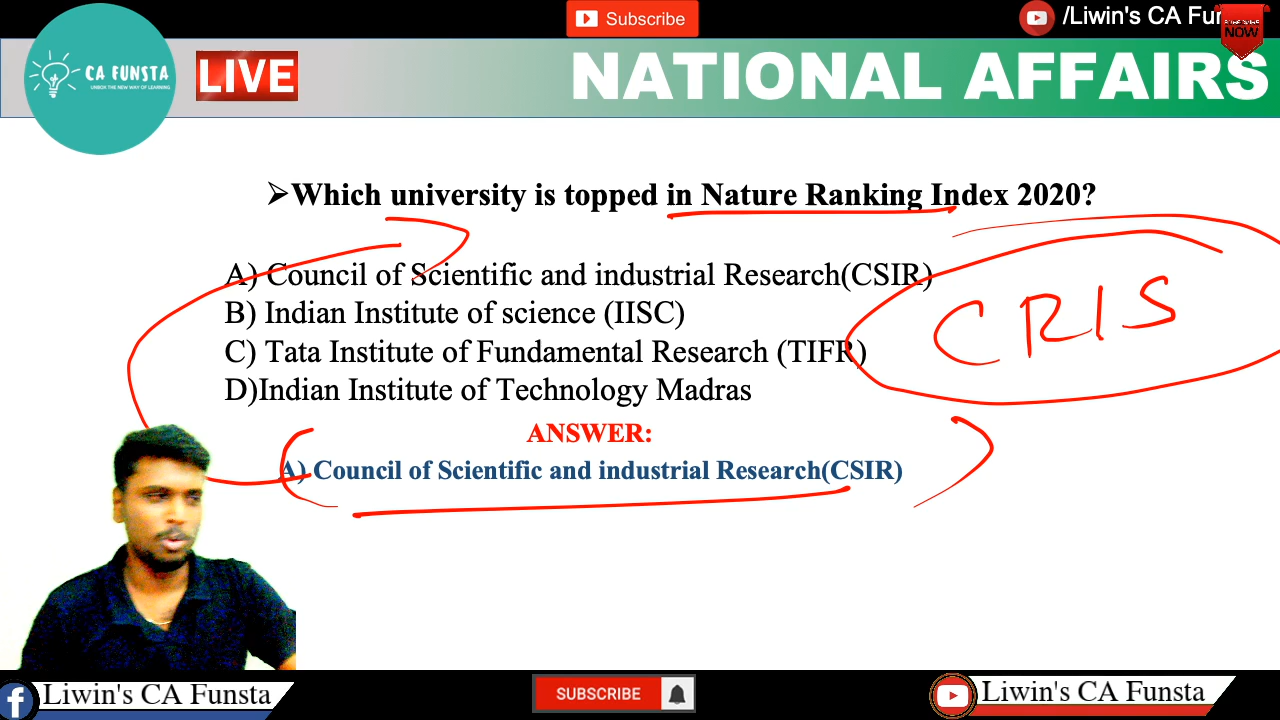 Subscribe
/Liwin's CA Fun
SUBSCRIBE
NOW
CA FUNSTA
UNBOX THE NEW WAY OF LEARNING
LIVE
NATIONAL AFFAIRS
➢Which university is topped in Nature Ranking Index 2020?
A) Council of Scientific and industrial Research(CSIR)
B) Indian Institute of science (IISC)
C) Tata Institute of Fundamental Research (TIFR)
D)Indian Institute of Technology Madras
CRIS
ANSWER:
A) Council of Scientific and industrial Research(CSIR)
Liwin's CA Funsta
SUBSCRIBE
Liwin's CA Funsta